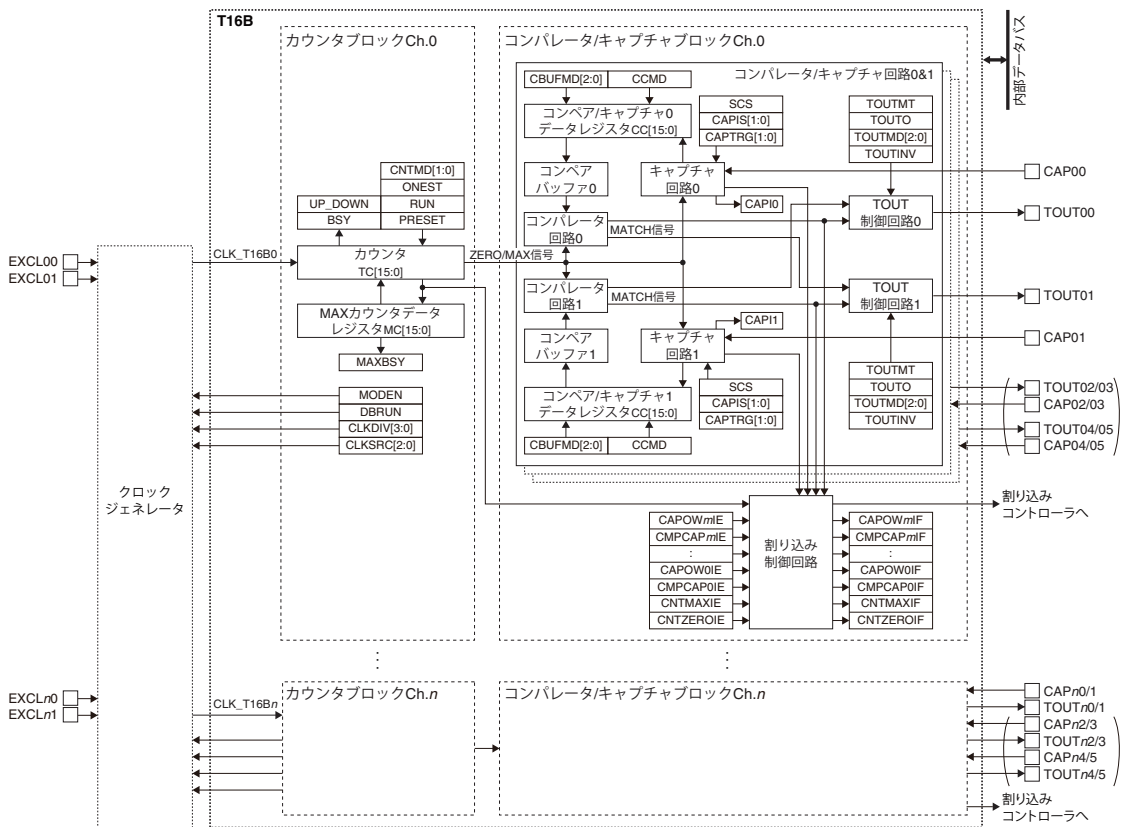 T16B
カウンタブロックCh.0
コンパレータ/キャプチャブロックCh.0
内部データバス
コンパレータ/キャプチャ回路0&1
CBUFMD[2:0]
CCMD
コンペア/キャプチャ0
データレジスタCC[15:0]
SCS
CAPIS[1:0]
CAPTRG[1:0]
TOUTMT
TOUTO
TOUTMD[2:0]
TOUTINV
コンペア
バッファ0
キャプチャ
回路0
CAPI0
CAP00
CNTMD[1:0]
ONEST
UP_DOWN
RUN
BSY
PRESET
コンパレータ
回路0
MATCH信号
TOUT
制御回路0
TOUT00
EXCL00
EXCL01
CLK_T16B0
カウンタ
TC[15:0]
ZERO/MAX信号
コンパレータ
回路1
MATCH信号
TOUT
制御回路1
TOUT01
MAXカウンタデータ
レジスタMC[15:0]
MAXBSY
コンペア
バッファ1
キャプチャ
回路1
CAPI1
CAP01
MODEN
DBRUN
CLKDIV[3:0]
CLKSRC[2:0]
コンペア/キャプチャ1
データレジスタCC[15:0]
CBUFMD[2:0]
CCMD
SCS
CAPIS[1:0]
CAPTRG[1:0]
TOUTMT
TOUTO
TOUTMD[2:0]
TOUTINV
TOUT02/03
CAP02/03
TOUT04/05
CAP04/05
クロック
ジェネレータ
割り込み
コントローラへ
CAPOWmIE
CMPCAPmIE
:
CAPOW0IE
CMPCAP0IE
CNTMAXIE
CNTZEROIE
割り込み
制御回路
CAPOWmIF
CMPCAPmIF
:
CAPOW0IF
CMPCAP0IF
CNTMAXIF
CNTZEROIF
⋮
⋮
EXCLn0
EXCLn1
CLK_T16Bn
カウンタブロックCh.n
コンパレータ/キャプチャブロックCh.n
CAPn0/1
TOUTn0/1
CAPn2/3
TOUTn2/3
CAPn4/5
TOUTn4/5
割り込み
コントローラへ